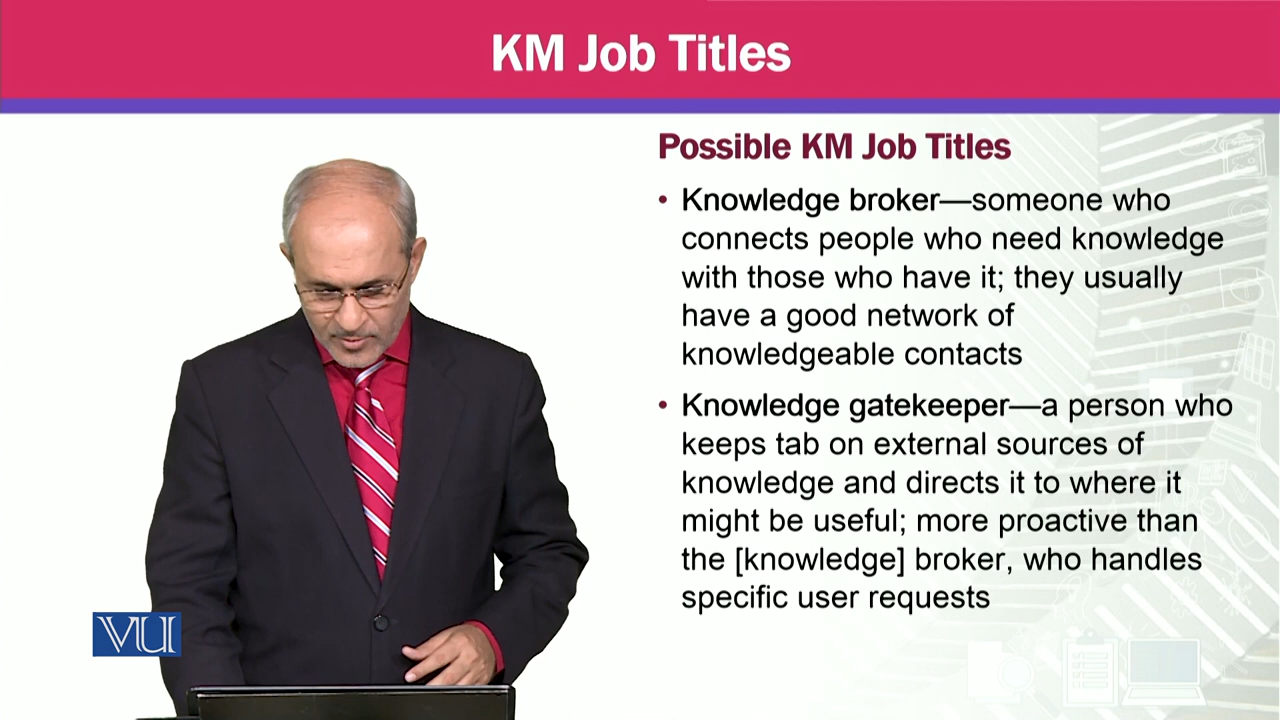 KM Job Titles
Possible KM Job Titles
• Knowledge broker—someone who
connects people who need knowledge
with those who have it; they usually
have a good network of
knowledgeable contacts
• Knowledge gatekeeper—a person who
keeps tab on external sources of
knowledge and directs it to where it
might be useful; more proactive than
the [knowledge] broker, who handles
specific user requests
VU